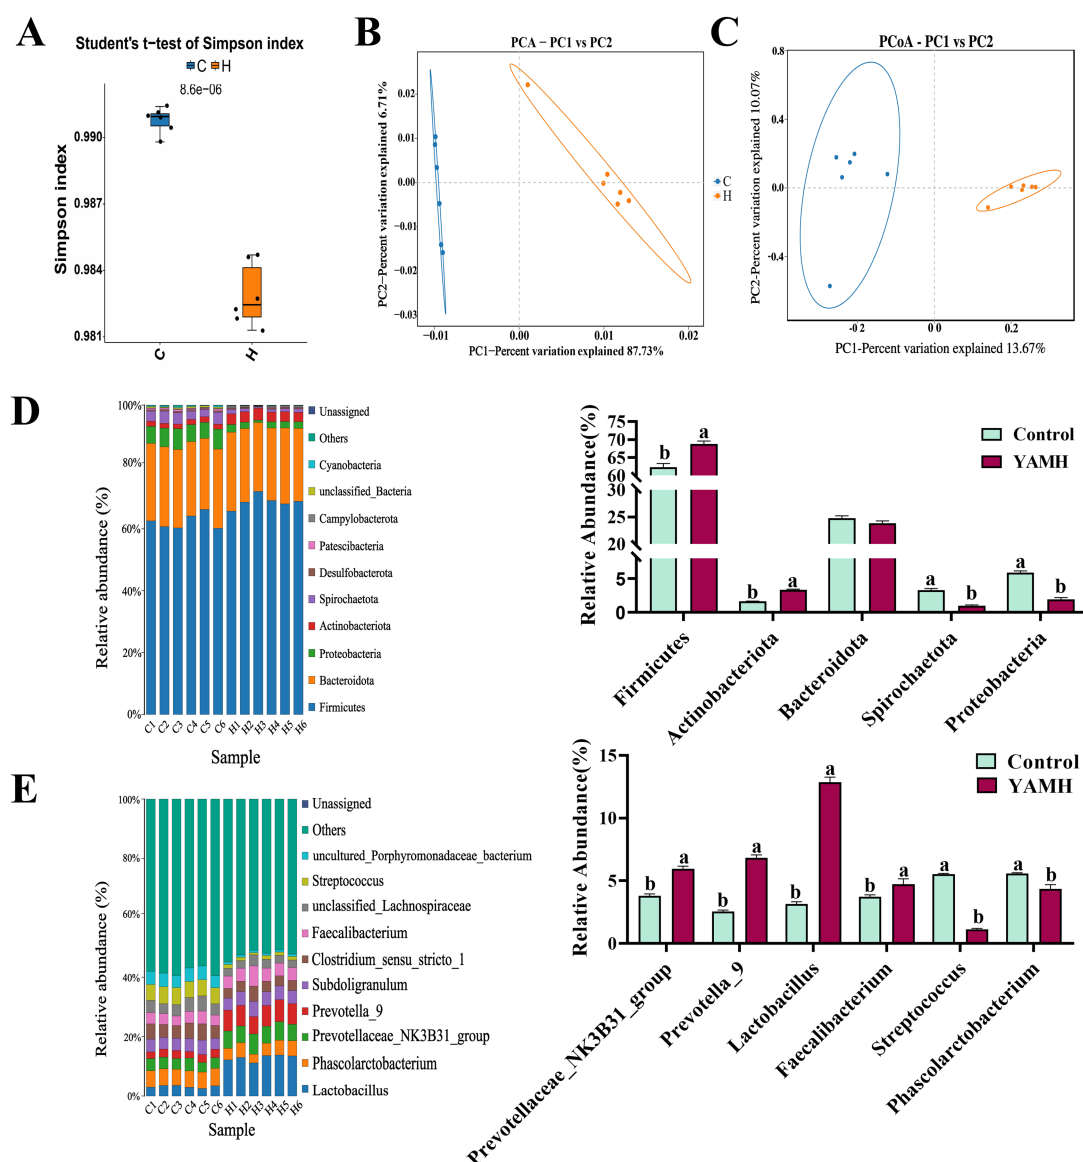 A
Student's t−test of Simpson index
C H
8.6e−06
Simpson index
0.990
0.987
0.984
0.981
C
H
B
PCA − PC1 vs PC2
PC2−Percent variation explained 6.71%
0.02
0.01
0.00
−0.01
−0.02
−0.03
−0.01
0.00
0.01
0.02
PC1−Percent variation explained 87.73%
C
H
C
PCoA - PC1 vs PC2
PC2-Percent variation explained 10.07%
0.8
0.4
0.0
-0.4
-0.2
0.0
0.2
PC1-Percent variation explained 13.67%
D
Relative abundance (%)
100%
80%
60%
40%
20%
0%
C1 C2 C3 C4 C5 C6 H1 H2 H3 H4 H5 H6
Sample
Unassigned
Others
Cyanobacteria
unclassified_Bacteria
Campylobacterota
Patescibacteria
Desulfobacterota
Spirochaetota
Actinobacteriota
Proteobacteria
Bacteroidota
Firmicutes
Relative Abundance(%)
75
70
65
60
30
25
20
5
0
b a
b a
a b
a b
Control
YAMH
Firmicutes
Actinobacteriota
Bacteroidota
Spirochaetota
Proteobacteria
E
Relative abundance (%)
100%
80%
60%
40%
20%
0%
C1 C2 C3 C4 C5 C6 H1 H2 H3 H4 H5 H6
Sample
Unassigned
Others
uncultured_Porphyromonadaceae_bacterium
Streptococcus
unclassified_Lachnospiraceae
Faecalibacterium
Clostridium_sensu_stricto_1
Subdoligranulum
Prevotella_9
Prevotellaceae_NK3B31_group
Phascolarctobacterium
Lactobacillus
Relative Abundance(%)
15
10
5
0
b a
b a
b a
b a
a b
a b
Control
YAMH
Prevotellaceae_NK3B31_group
Prevotella_9
Lactobacillus
Faecalibacterium
Streptococcus
Phascolarctobacterium